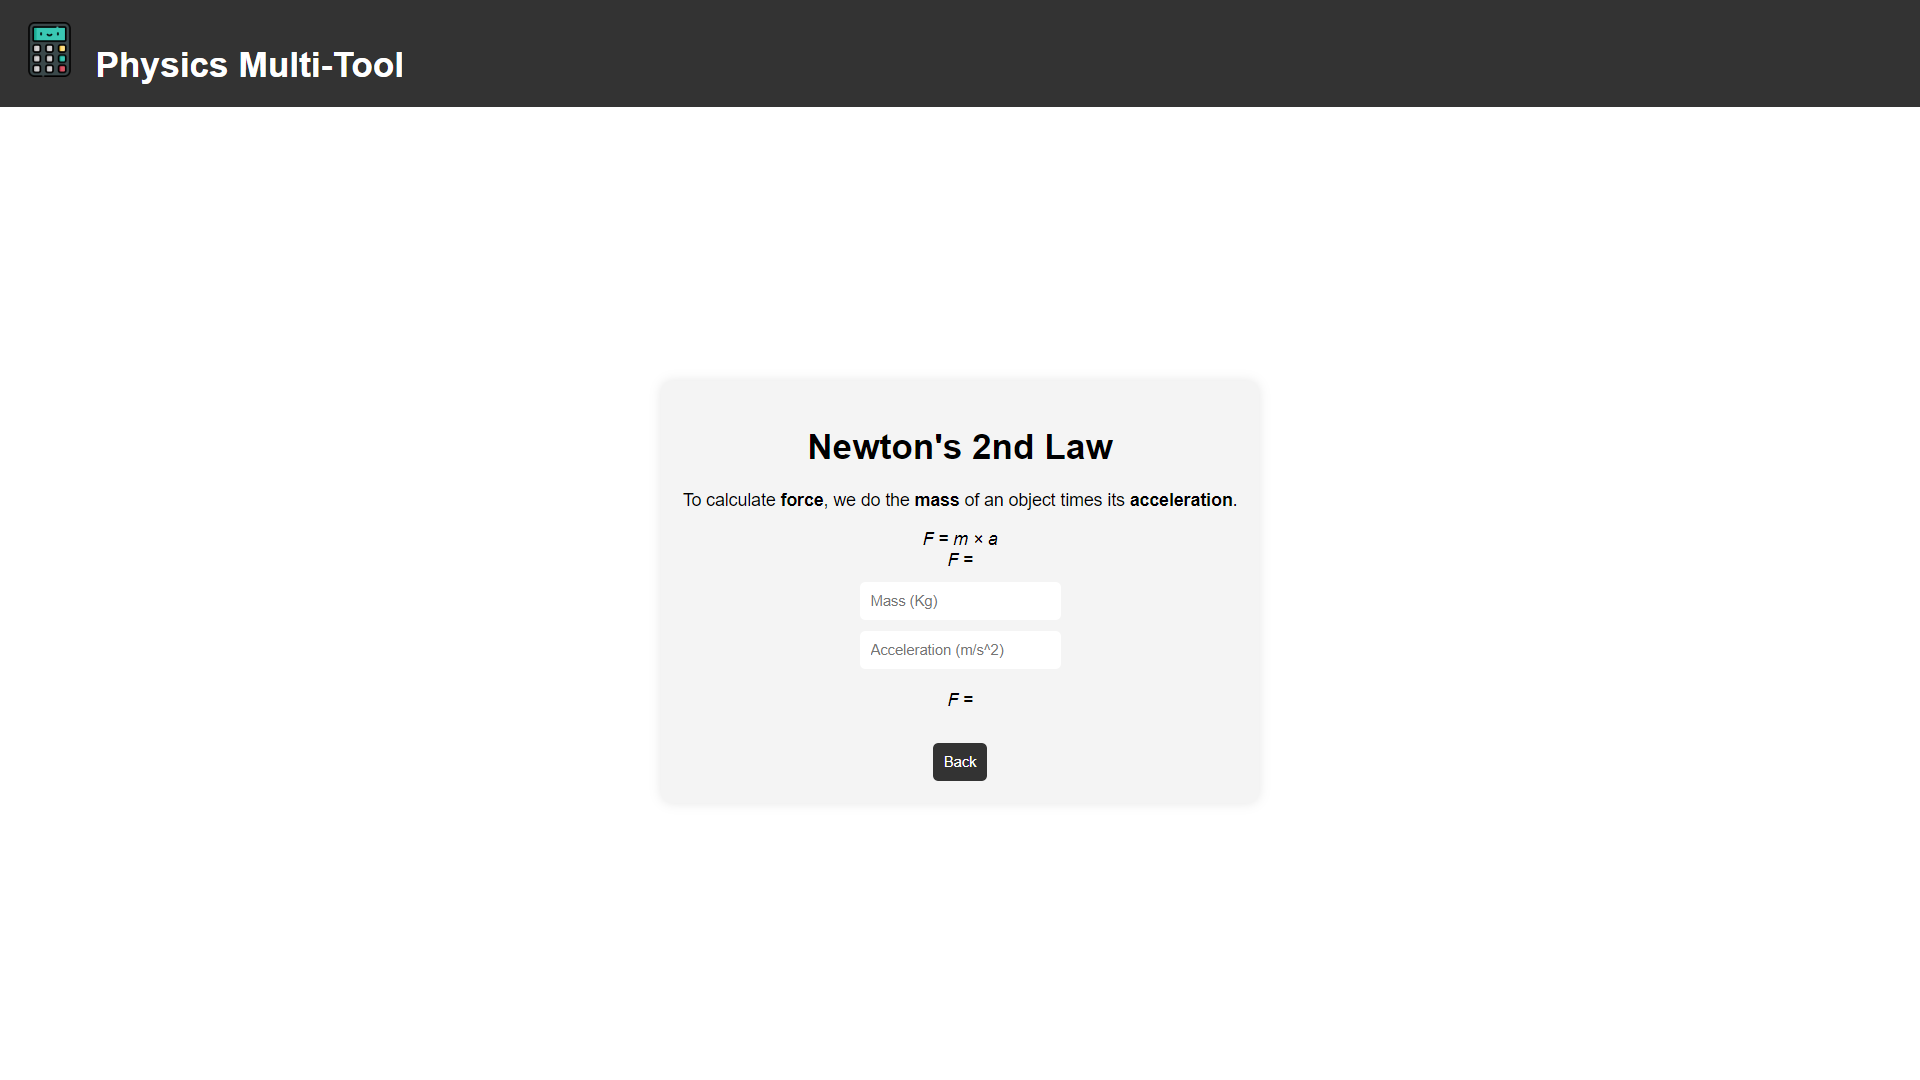 Physics Multi-Tool
Newton's 2nd Law
To calculate force, we do the mass of an object times its acceleration.
F = m × a
F =
Mass (Kg)
Acceleration (m/s^2)
F =
Back